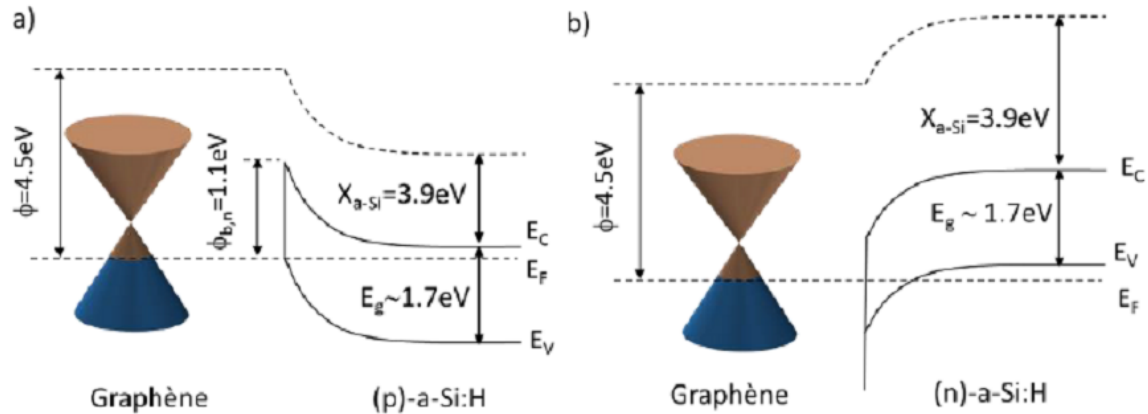 a)
ϕ=4.5eV
ϕb,n=1.1eV
Xa-Si=3.9eV
EC
EF
Eg~1.7eV
EV
Graphène
(p)-a-Si:H
b)
ϕ=4.5eV
Xa-Si=3.9eV
EC
Eg ~ 1.7eV
EV
EF
Graphène
(n)-a-Si:H